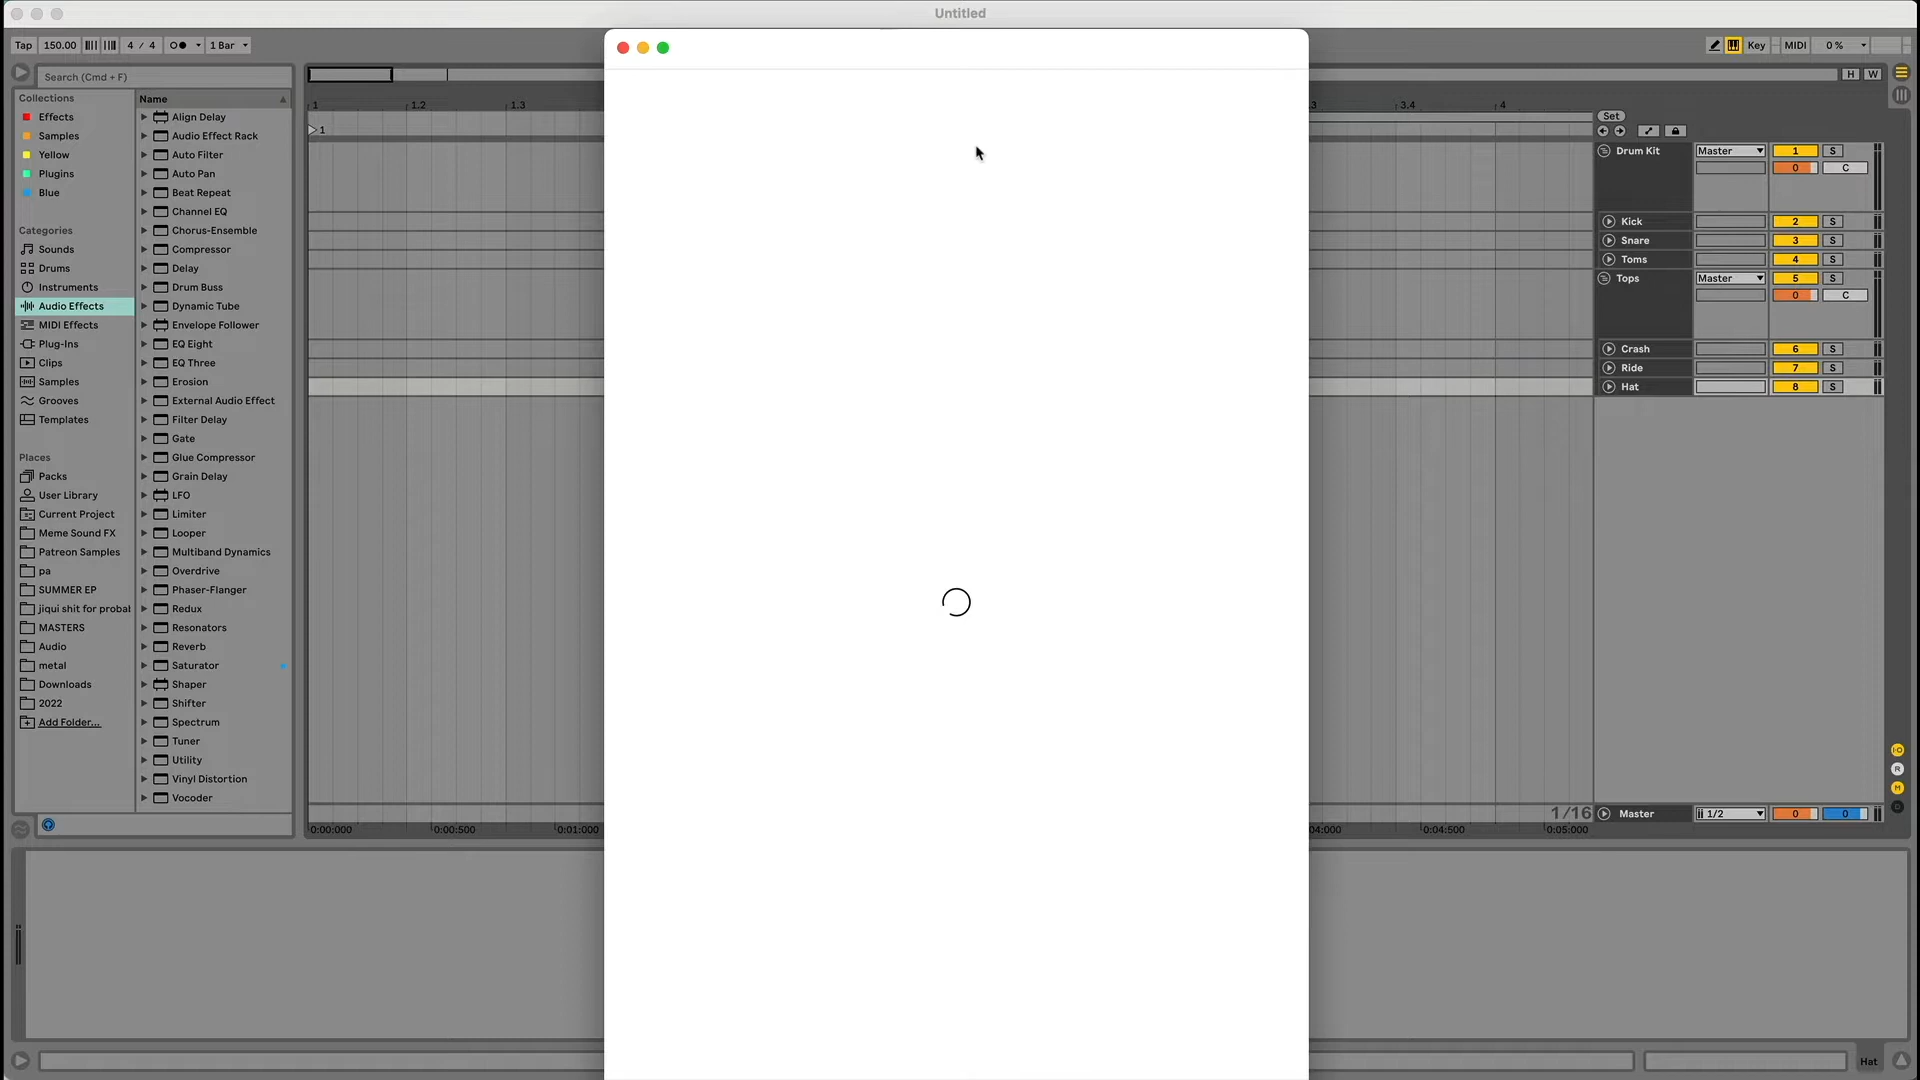 Untitled
Tap 150.00 4 / 4 1 Bar
Key MIDI 0 %
Search (Cmd + F)
H W
Collections
Effects
Samples
Yellow
Plugins
Blue
Categories
Sounds
Drums
Instruments
Audio Effects
MIDI Effects
Plug-Ins
Clips
Samples
Grooves
Templates
Places
Packs
User Library
Current Project
Meme Sound FX
Patreon Samples
pa
SUMMER EP
jiqui shit for probal
MASTERS
Audio
metal
Downloads
2022
Add Folder...
Name
Align Delay
Audio Effect Rack
Auto Filter
Auto Pan
Beat Repeat
Channel EQ
Chorus-Ensemble
Compressor
Delay
Drum Buss
Dynamic Tube
Envelope Follower
EQ Eight
EQ Three
Erosion
External Audio Effect
Filter Delay
Gate
Glue Compressor
Grain Delay
LFO
Limiter
Looper
Multiband Dynamics
Overdrive
Phaser-Flanger
Redux
Resonators
Reverb
Saturator
Shaper
Shifter
Spectrum
Tuner
Utility
Vinyl Distortion
Vocoder
1 1.2 1.3 .3 3.4 4
1
Set
Drum Kit Master 1 S
0 C
Kick 2 S
Snare 3 S
Toms 4 S
Tops Master 5 S
0 C
Crash 6 S
Ride 7 S
Hat 8 S
1/16 Master 1/2 0 0
0:00:000 0:00:500 0:01:000 04:000 0:04:500 0:05:000
R
M
Hat